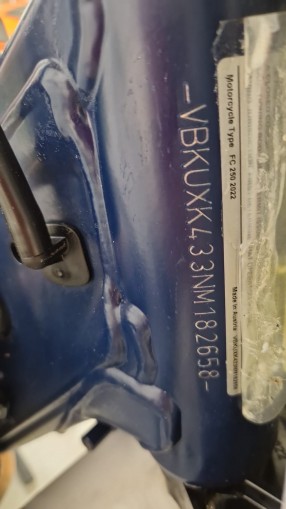 -VBKUXK433NM182658-
Motorcycle Type FC 250 2022
Made in Austria